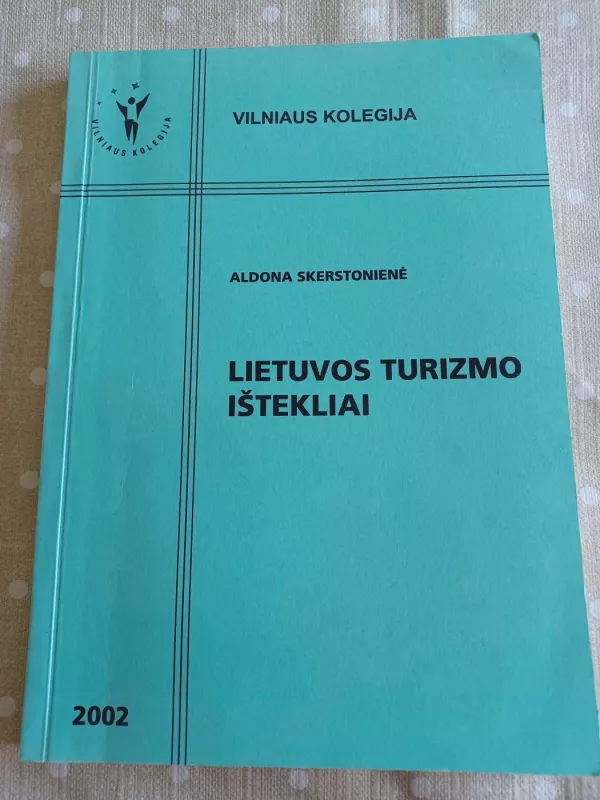 VILNIAUS KOLEGIJA
VILNIAUS KOLEGIJA
ALDONA SKERSTONIENĖ
LIETUVOS TURIZMO
IŠTEKLIAI
2002